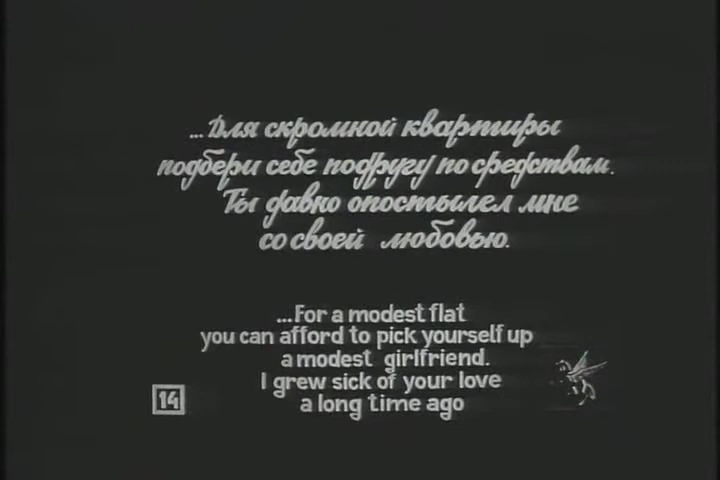 ...Для скромной квартиры
подбери себе подругу по средствам.
Ты давно опостылел мне
со своей любовью.
...For a modest flat
you can afford to pick yourself up
a modest girlfriend.
I grew sick of your love
a long time ago
14